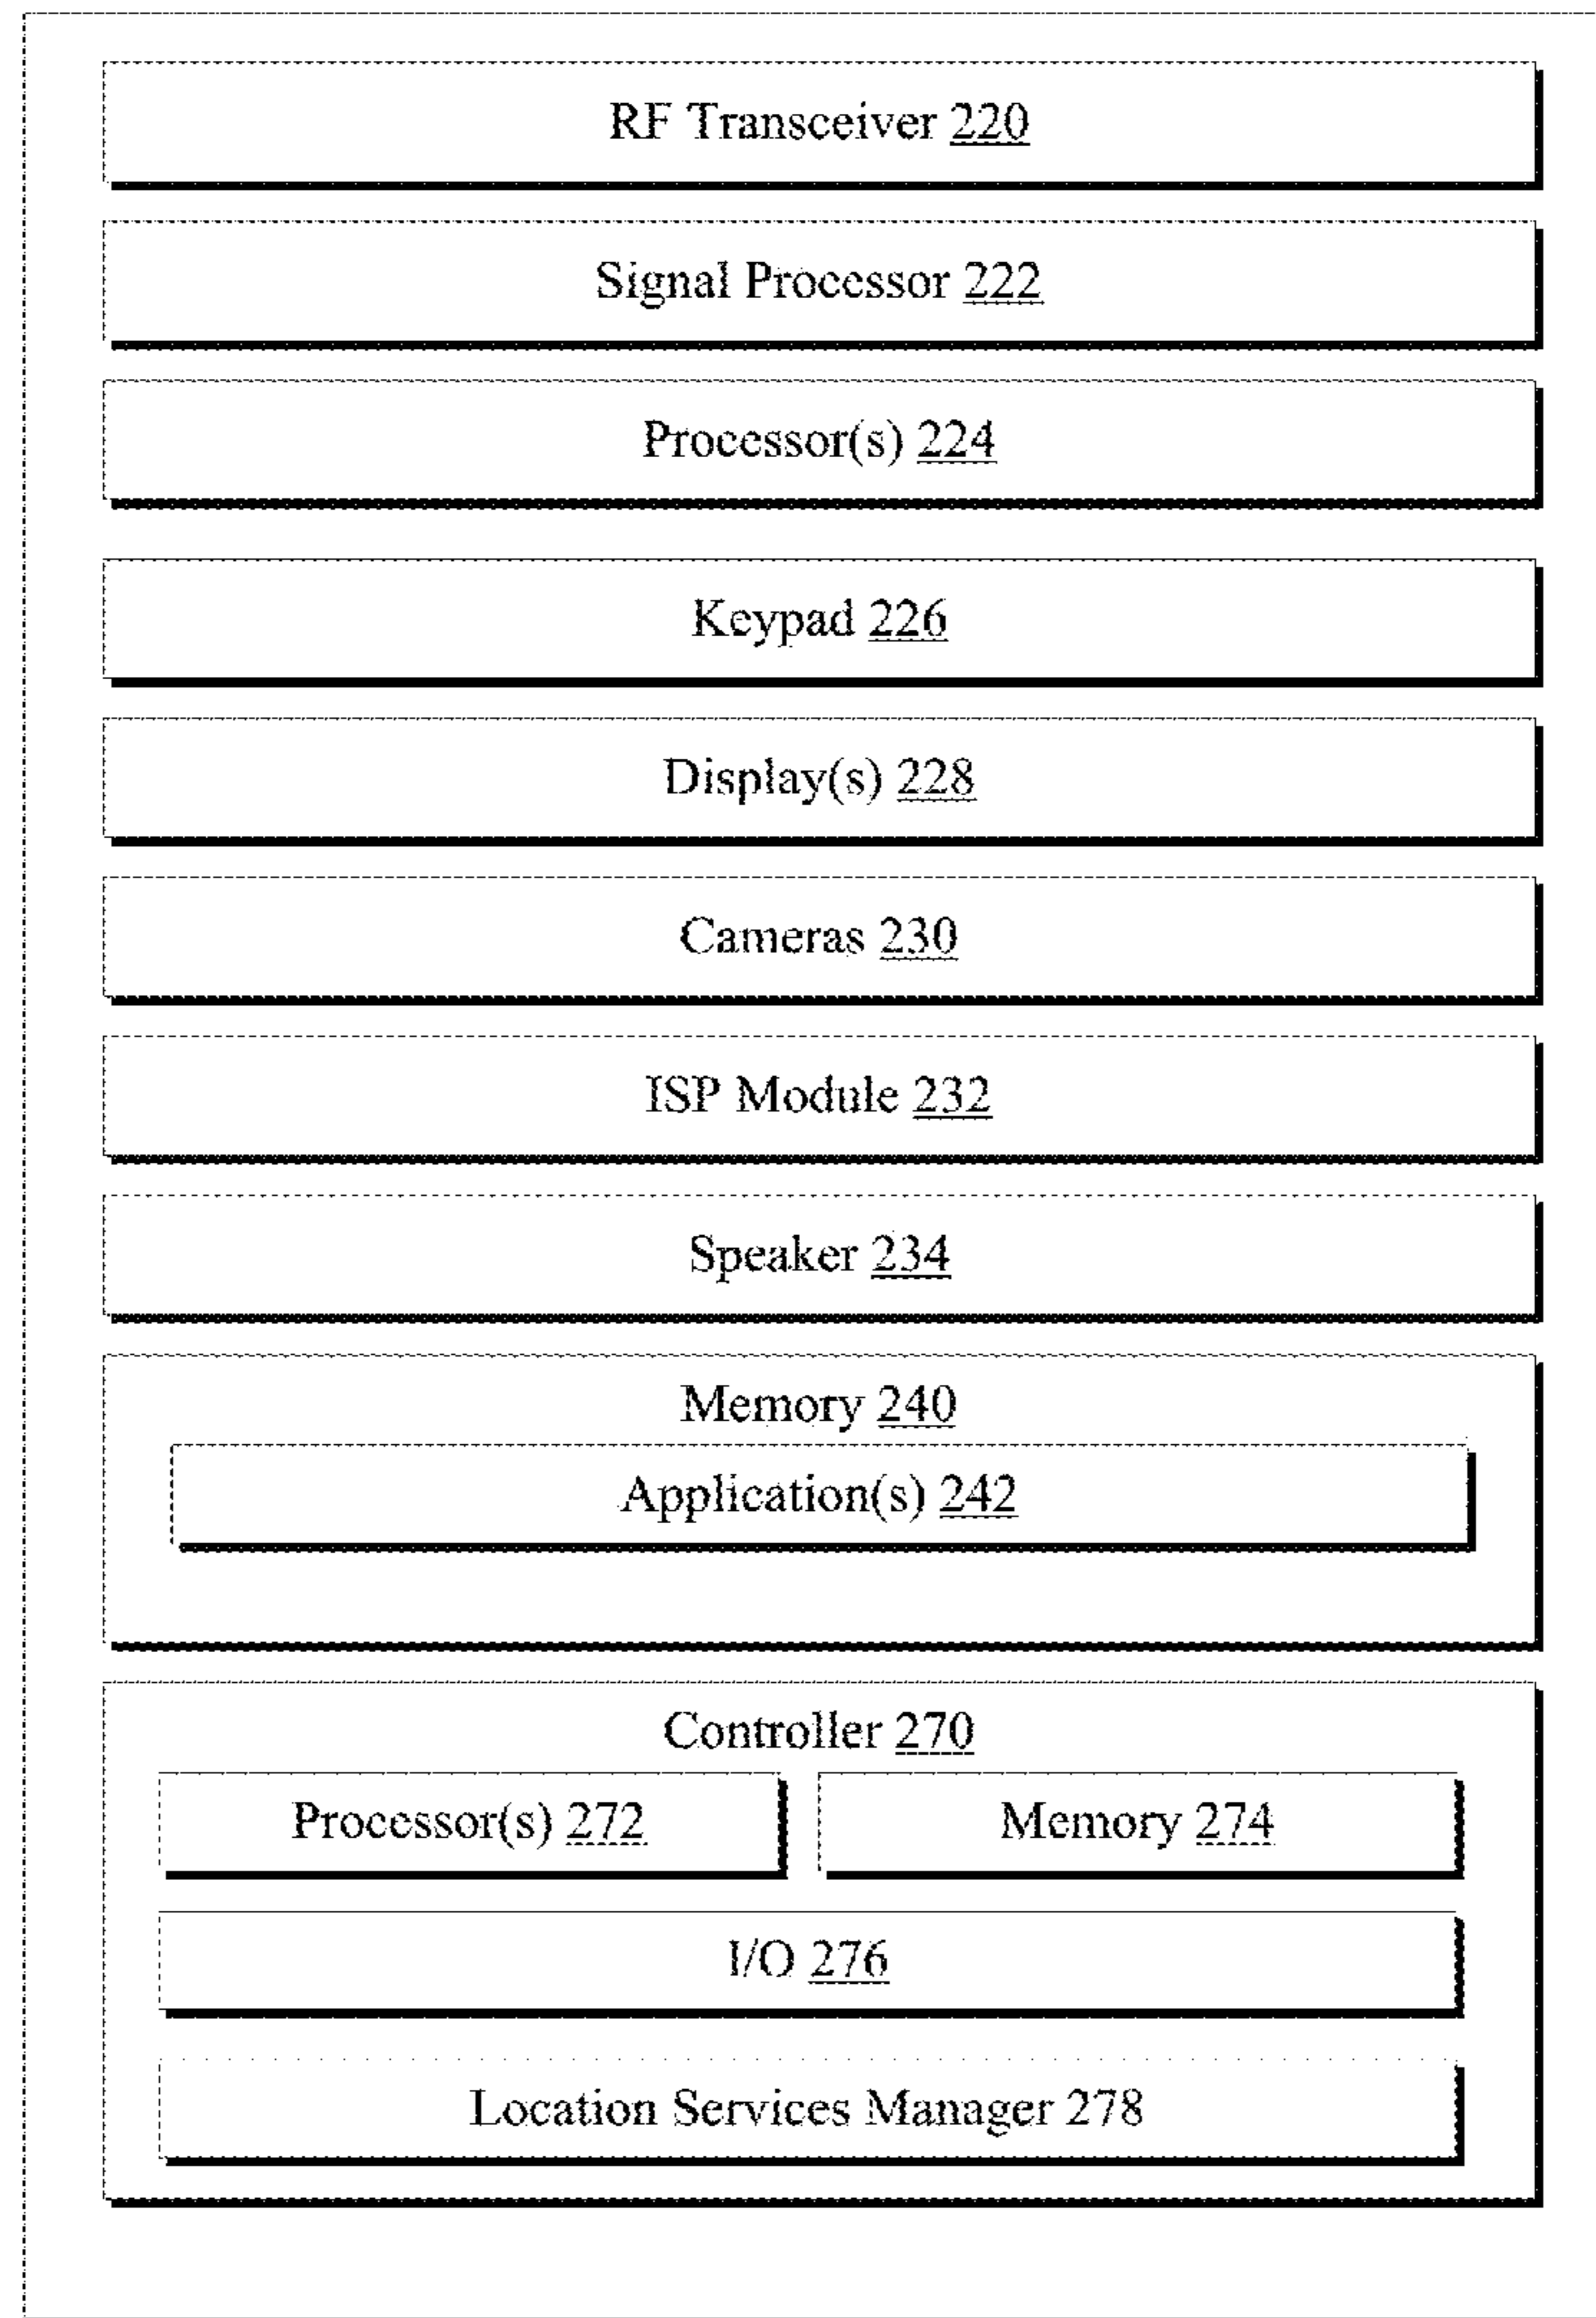 RF Transceiver 220
Signal Processor 222
Processor(s) 224
Keypad 226
Display(s) 228
Cameras 230
ISP Module 232
Speaker 234
Memory 240
Application(s) 242
Controller 270
Processor(s) 272
Memory 274
I/O 276
Location Services Manager 278